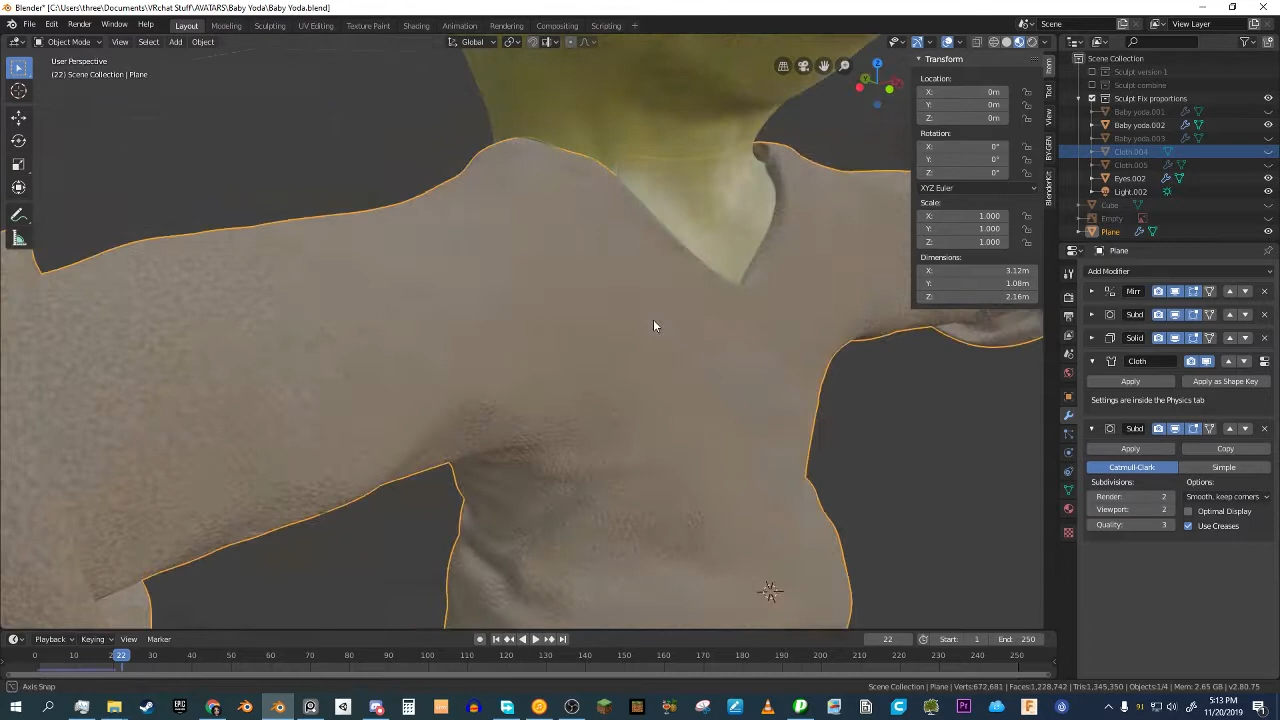 Blender* [C:\Users\three\Documents\VRchat Stuff\AVATARS\Baby Yoda\Baby Yoda.blend]
File Edit Render Window Help Layout Modeling Sculpting UV Editing Texture Paint Shading Animation Rendering Compositing Scripting + Scene View Layer
Object Mode View Select Add Object Global
User Perspective
(22) Scene Collection | Plane
Transform
Location:
X: 0m
Y: 0m
Z: 0m
Rotation:
X: 0°
Y: 0°
Z: 0°
XYZ Euler
Scale:
X: 1.000
Y: 1.000
Z: 1.000
Dimensions:
X: 3.12m
Y: 1.08m
Z: 2.16m
Item
Tool
View
BY-GEN
BlenderKit
Scene Collection
Sculpt version 1
Sculpt combine
Sculpt Fix proportions
Baby yoda.001
Baby yoda.002
Baby yoda.003
Cloth.004
Cloth.005
Eyes.002
Light.002
Cube
Empty
Plane
Plane
Add Modifier
Mirr
Subd
Solid
Cloth
Apply Apply as Shape Key
Settings are inside the Physics tab
Subd
Apply Copy
Catmull-Clark Simple
Subdivisions: Options:
Render: 2 Smooth, keep corners
Viewport: 2 Optimal Display
Quality: 3 Use Creases
Playback Keying View Marker 22 Start: 1 End: 250
0 10 22 30 40 50 60 70 80 90 100 110 120 130 140 150 160 170 180 190 200 210 220 230 240 250
Axis Snap Scene Collection | Plane | Verts:672,681 | Faces:1,228,742 | Tris:1,345,350 | Objects:1/4 | Mem: 2.65 GB | v2.80.75
5:13 PM
11/20/2019